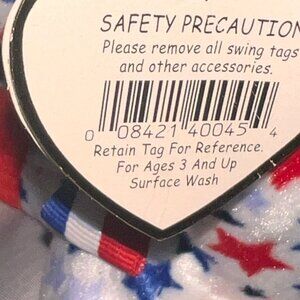 SAFETY PRECAUTION
Please remove all swing tags
and other accessories.
0 08421 40045 4
Retain Tag For Reference.
For Ages 3 And Up
Surface Wash